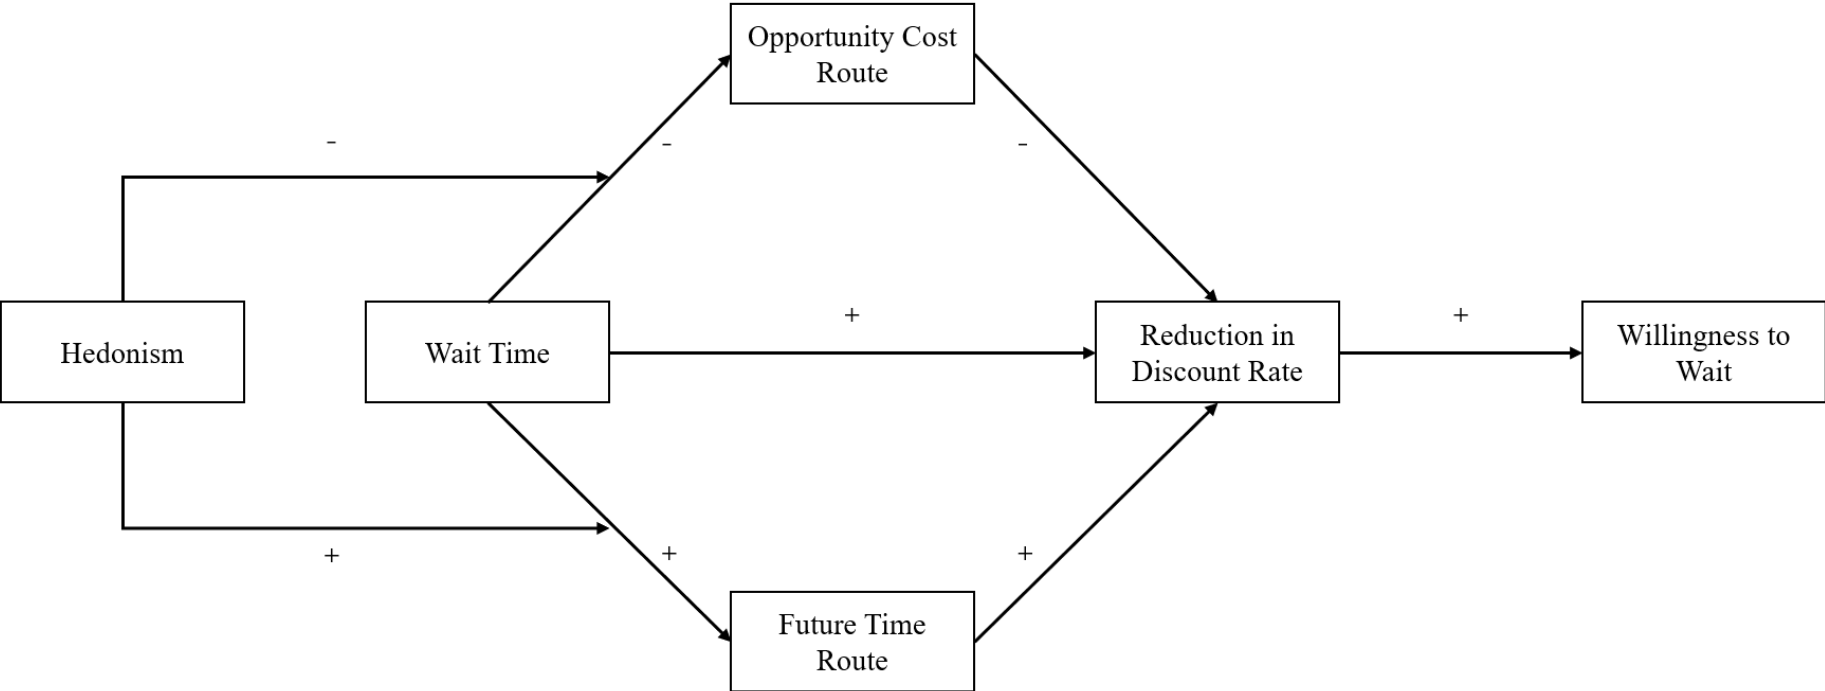 Opportunity Cost
Route
-
-
-
Hedonism
Wait Time
+
Reduction in
Discount Rate
+
Willingness to
Wait
+
+
+
Future Time
Route